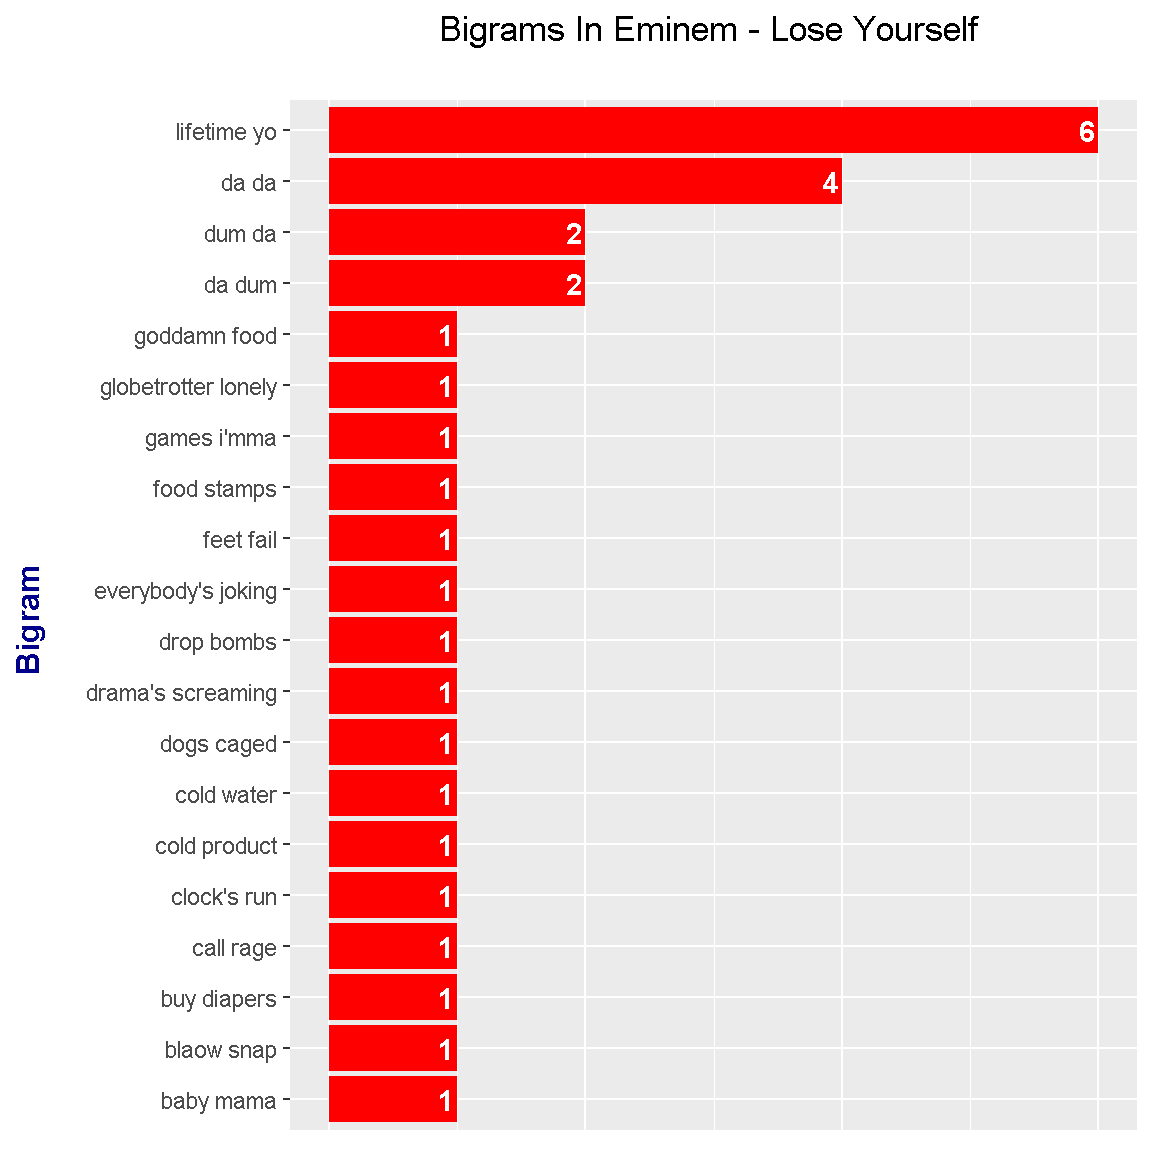 Bigrams In Eminem - Lose Yourself
Bigram
lifetime yo 6
da da 4
dum da 2
da dum 2
goddamn food 1
globetrotter lonely 1
games i'mma 1
food stamps 1
feet fail 1
everybody's joking 1
drop bombs 1
drama's screaming 1
dogs caged 1
cold water 1
cold product 1
clock's run 1
call rage 1
buy diapers 1
blaow snap 1
baby mama 1